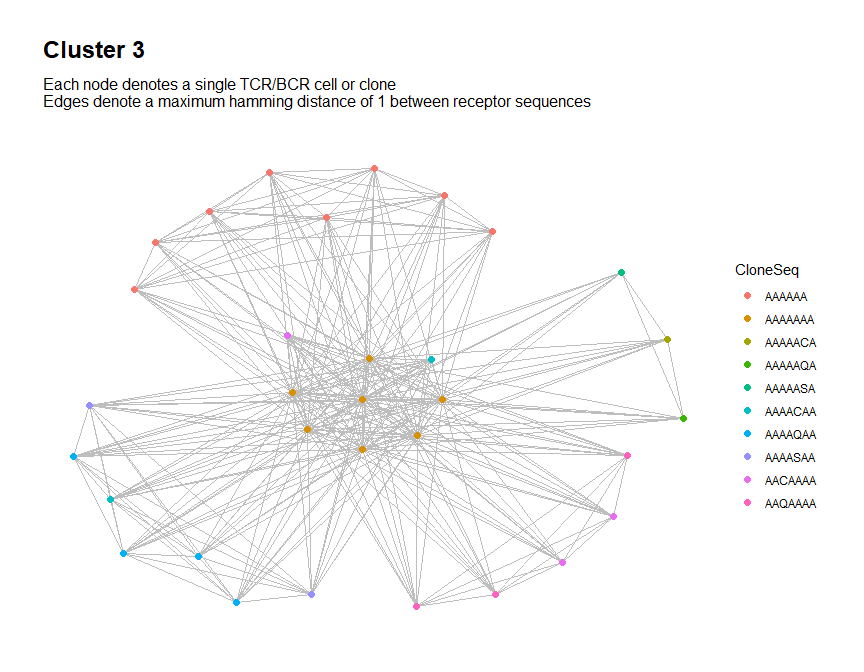 Cluster 3
Each node denotes a single TCR/BCR cell or clone
Edges denote a maximum hamming distance of 1 between receptor sequences
CloneSeq
AAAAAA
AAAAAAA
AAAAACA
AAAAAQA
AAAAASA
AAAACAA
AAAAQAA
AAAASAA
AACAAAA
AAQAAAA